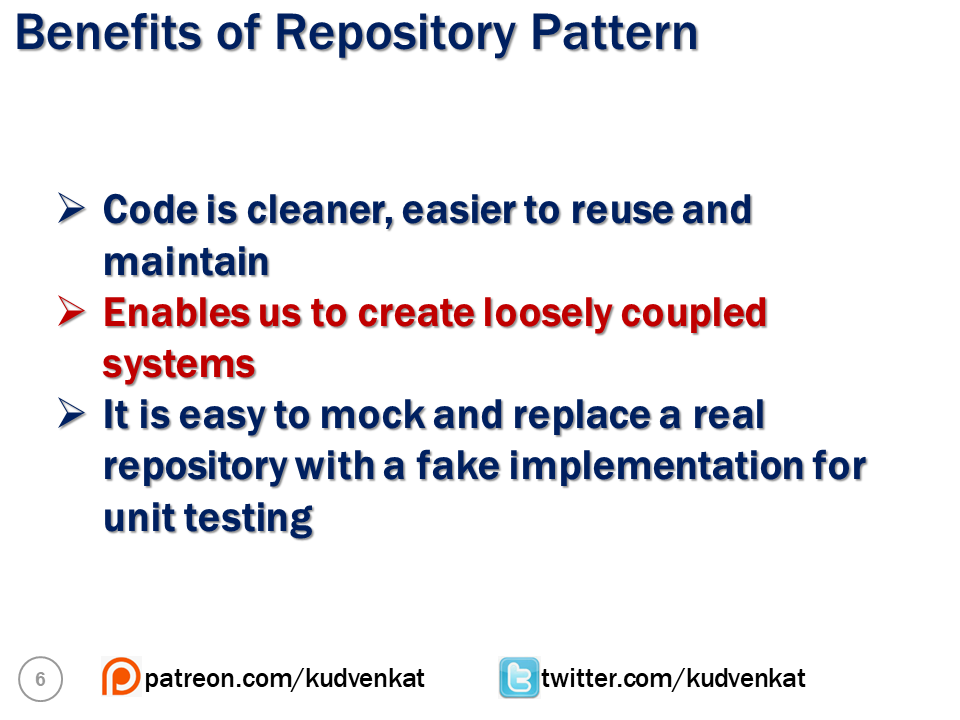 Benefits of Repository Pattern
➢ Code is cleaner, easier to reuse and
maintain
➢ Enables us to create loosely coupled
systems
➢ It is easy to mock and replace a real
repository with a fake implementation for
unit testing
6 patreon.com/kudvenkat twitter.com/kudvenkat